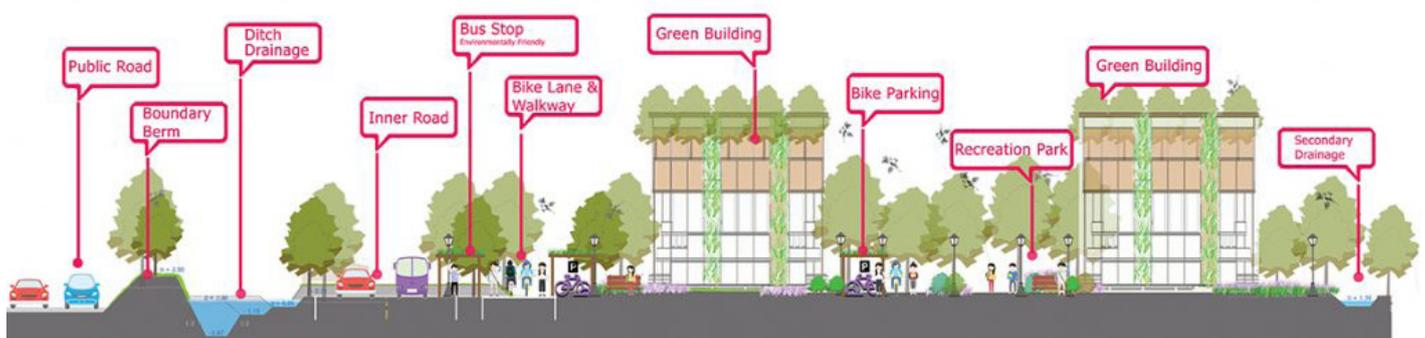 Public Road
Boundary
Berm
Ditch
Drainage
Inner Road
Bus Stop
Environmentally Friendly
Bike Lane &
Walkway
P
Green Building
Bike Parking
P
Recreation Park
Green Building
Secondary
Drainage